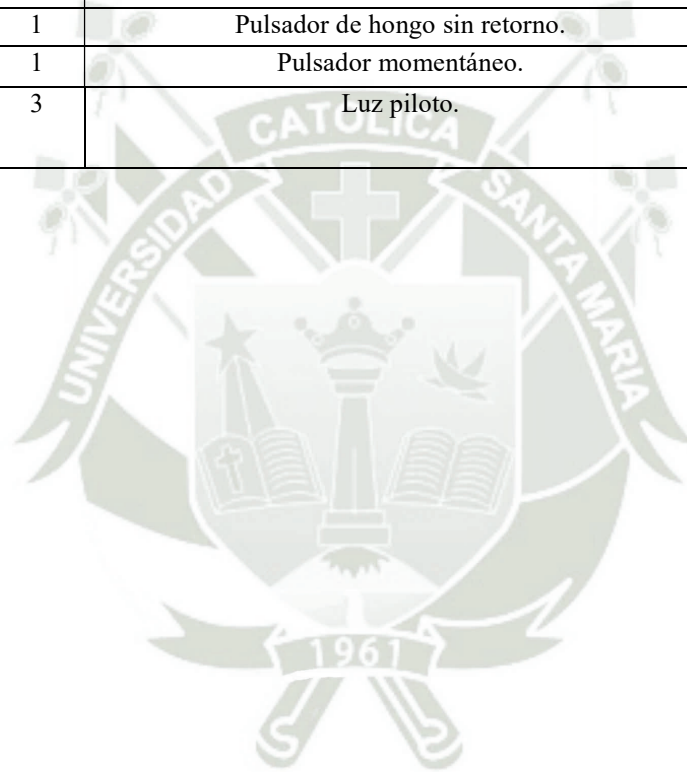 1 Pulsador de hongo sin retorno.
1 Pulsador momentáneo.
3 Luz piloto.
UNIVERSIDAD CATOLICA SANTA MARIA
1961